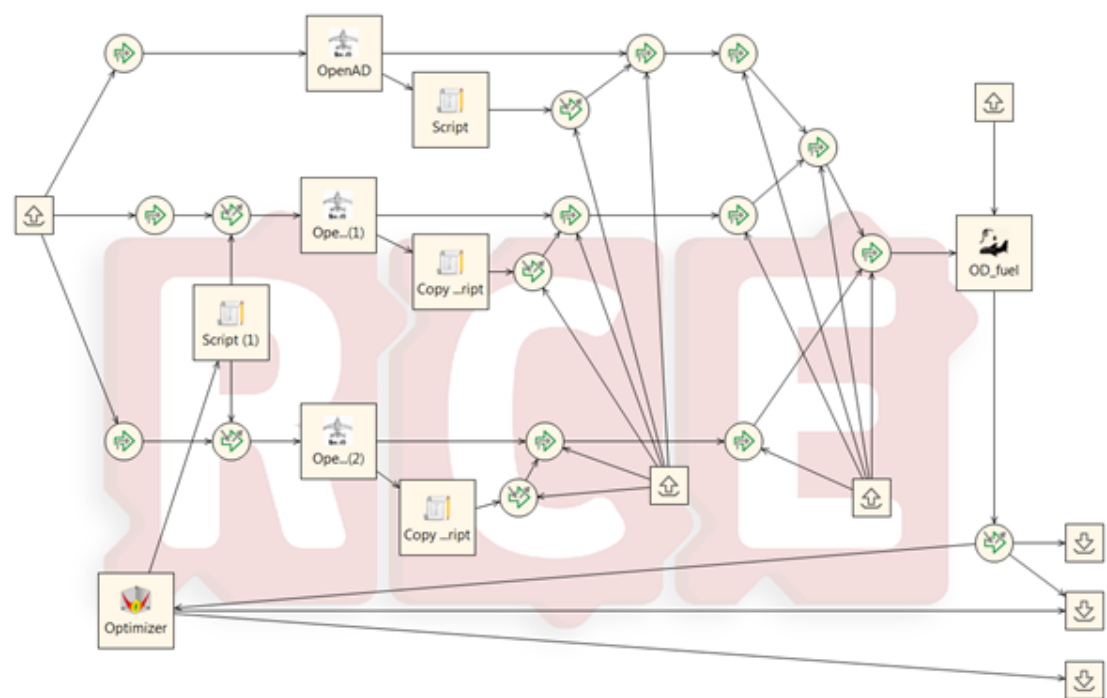 OpenAD
Script
Ope...(1)
Copy ...ript
OD_fuel
Script (1)
Ope...(2)
Copy ...ript
Optimizer
RCE